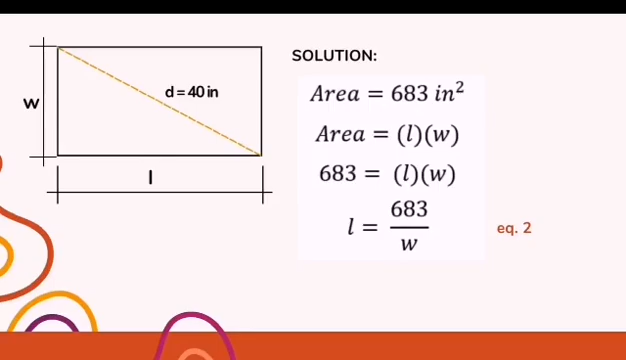 SOLUTION:
w
d = 40 in
l
Area = 683 in²
Area = (l)(w)
683 = (l)(w)
l = 683/w
eq. 2